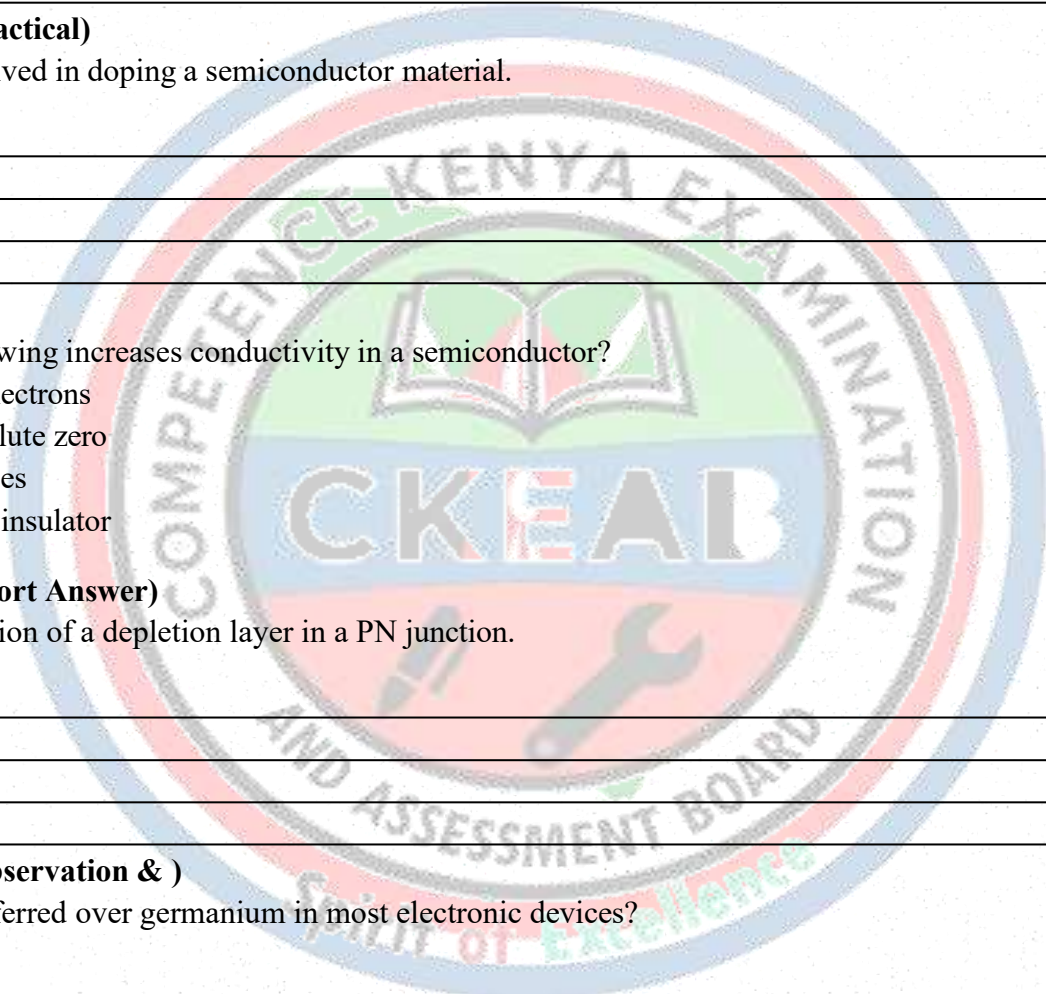 actical)
ved in doping a semiconductor material.
wing increases conductivity in a semiconductor?
ectrons
lute zero
es
insulator
ort Answer)
ion of a depletion layer in a PN junction.
servation & )
ferred over germanium in most electronic devices?
COMPETENCE KENYA EXAMINATION
CKEAB
AND ASSESSMENT BOARD
Spirit of Excellence